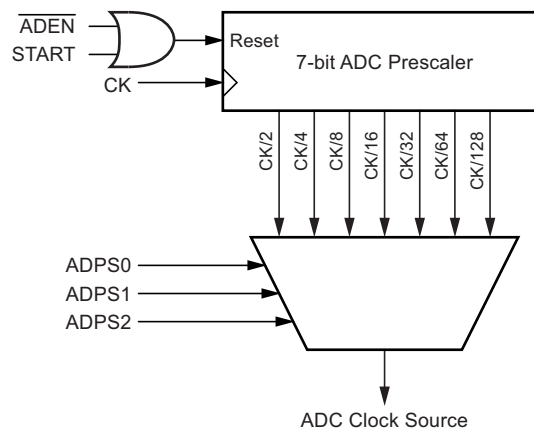 ADEN
START
Reset
7-bit ADC Prescaler
CK
CK/2
CK/4
CK/8
CK/16
CK/32
CK/64
CK/128
ADPS0
ADPS1
ADPS2
ADC Clock Source